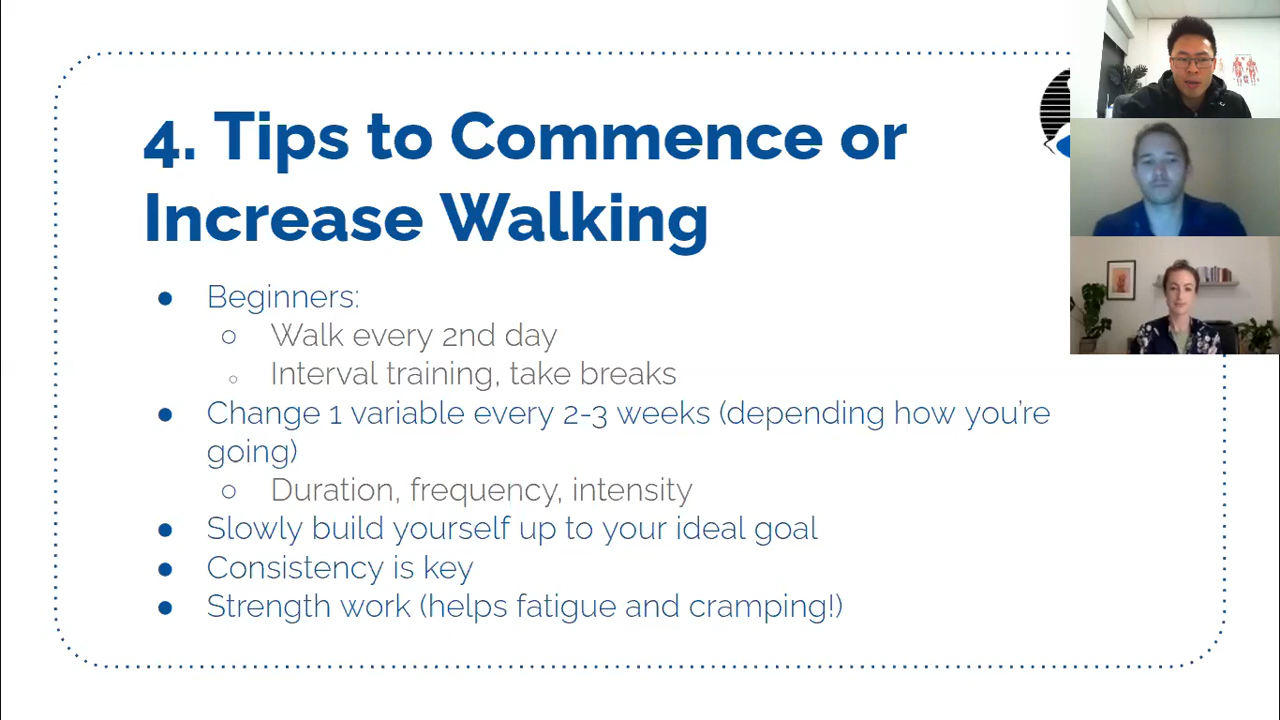 4. Tips to Commence or
Increase Walking
● Beginners:
○ Walk every 2nd day
○ Interval training, take breaks
● Change 1 variable every 2-3 weeks (depending how you're
going)
○ Duration, frequency, intensity
● Slowly build yourself up to your ideal goal
● Consistency is key
● Strength work (helps fatigue and cramping!)